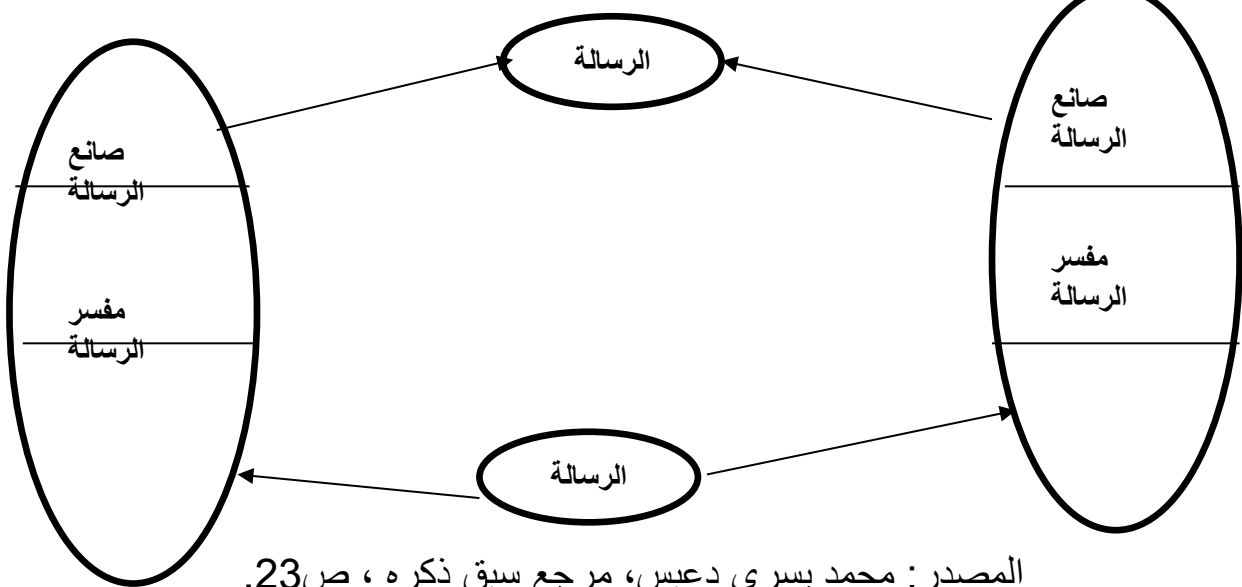 الرسالة
صانع
الرسالة
مفسر
الرسالة
صانع
الرسالة
مفسر
الرسالة
الرسالة
المصدر: محمد يسري دعبس، مرجع سبق ذكره ، ص23.